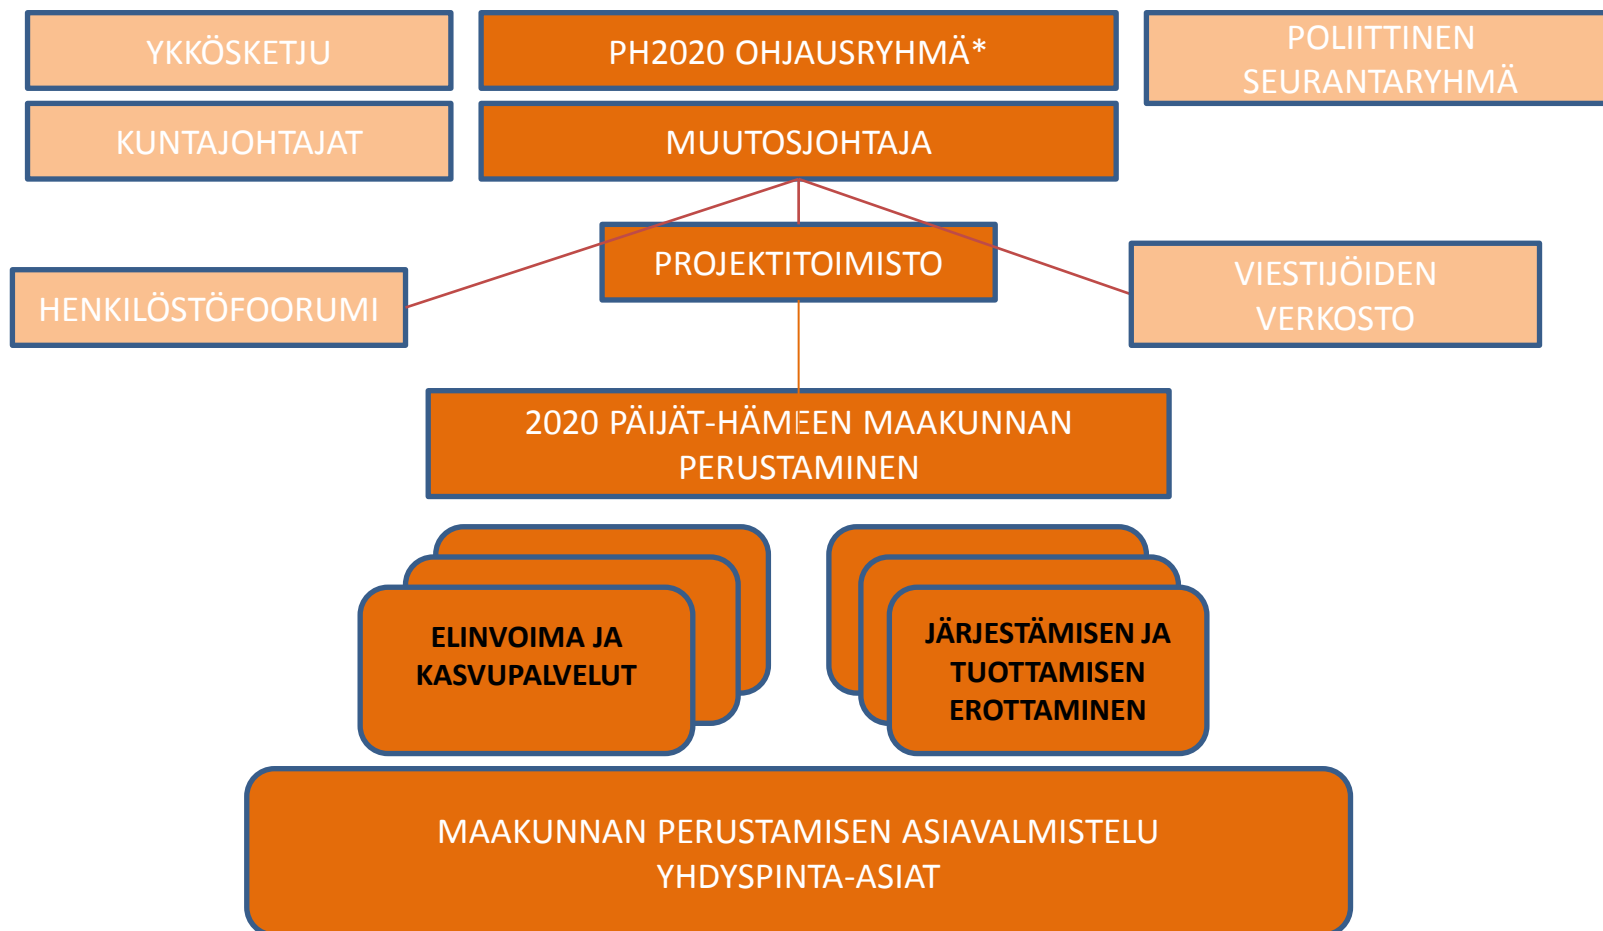 YKKÖSKETJU
PH2020 OHJAUSRYHMÄ*
POLIITTINEN
SEURANTARYHMÄ
KUNTAJOHTAJAT
MUUTOSJOHTAJA
PROJEKTITOIMISTO
HENKILÖSTÖFOORUMI
VIESTIJÖIDEN
VERKOSTO
2020 PÄIJÄT-HÄMEEN MAAKUNNAN
PERUSTAMINEN
ELINVOIMA JA
KASVUPALVELUT
JÄRJESTÄMISEN JA
TUOTTAMISEN
EROTTAMINEN
MAAKUNNAN PERUSTAMISEN ASIAVALMISTELU
YHDYSPINTA-ASIAT